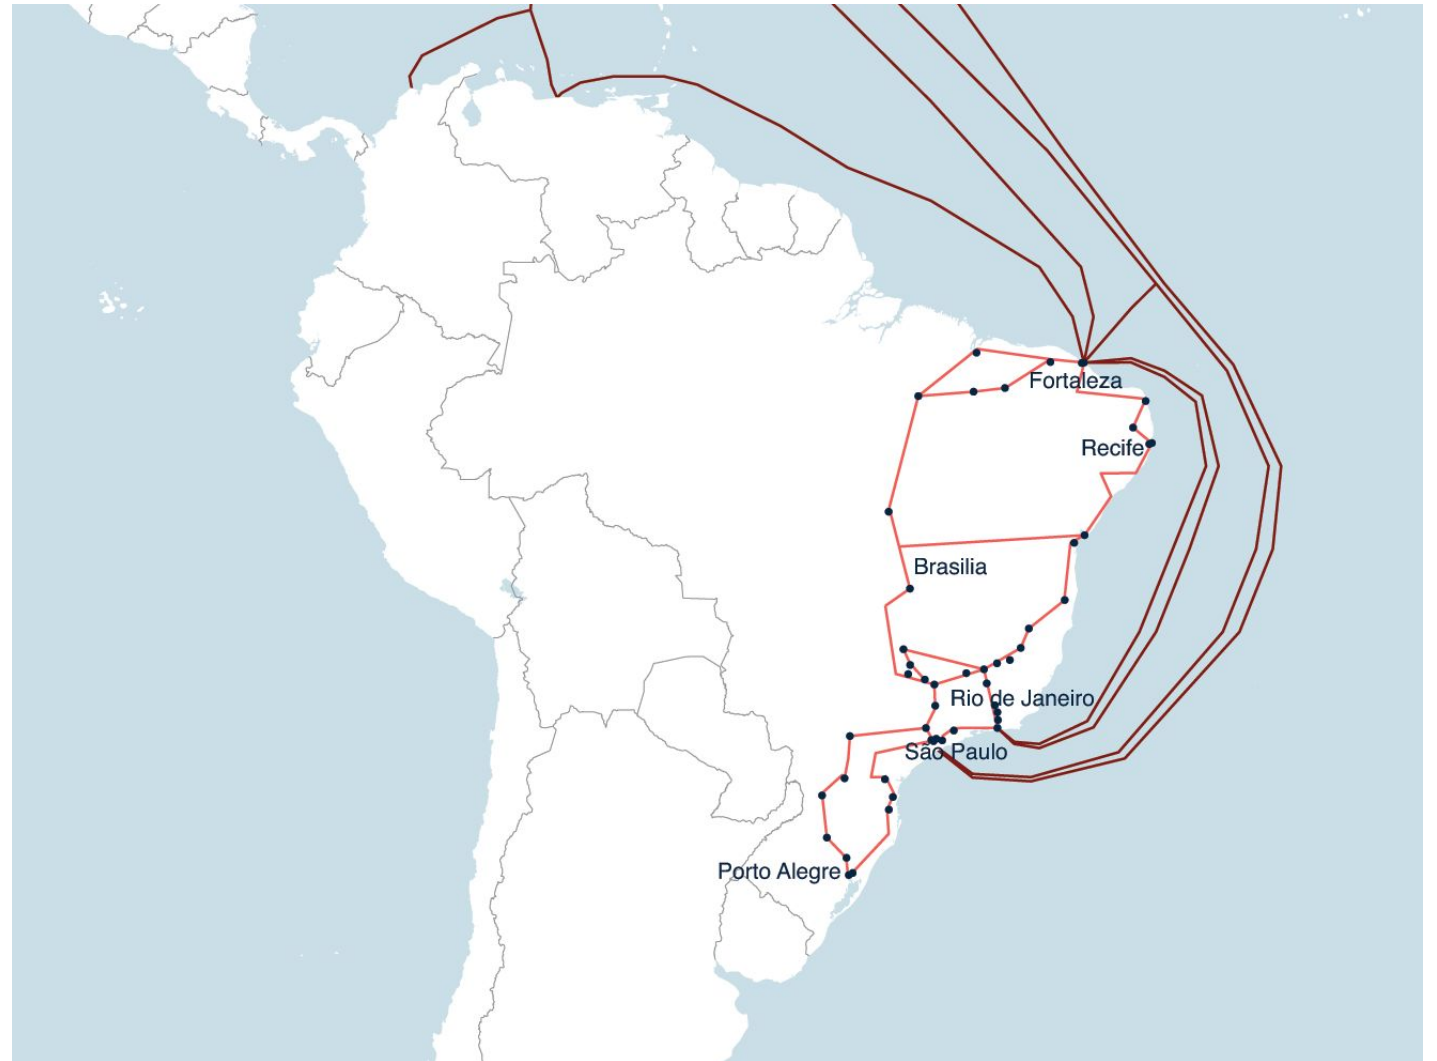 Fortaleza
Recife
Brasilia
Rio de Janeiro
São Paulo
Porto Alegre